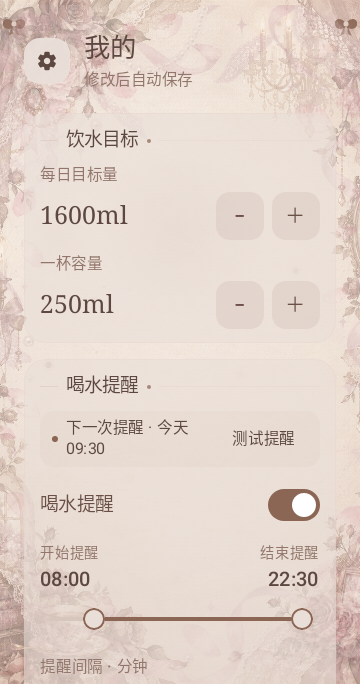 我的
修改后自动保存
饮水目标
每日目标量
1600ml
-
+
一杯容量
250ml
-
+
喝水提醒
下一次提醒 · 今天
09:30
测试提醒
喝水提醒
开始提醒
结束提醒
08:00
22:30
提醒间隔 · 分钟